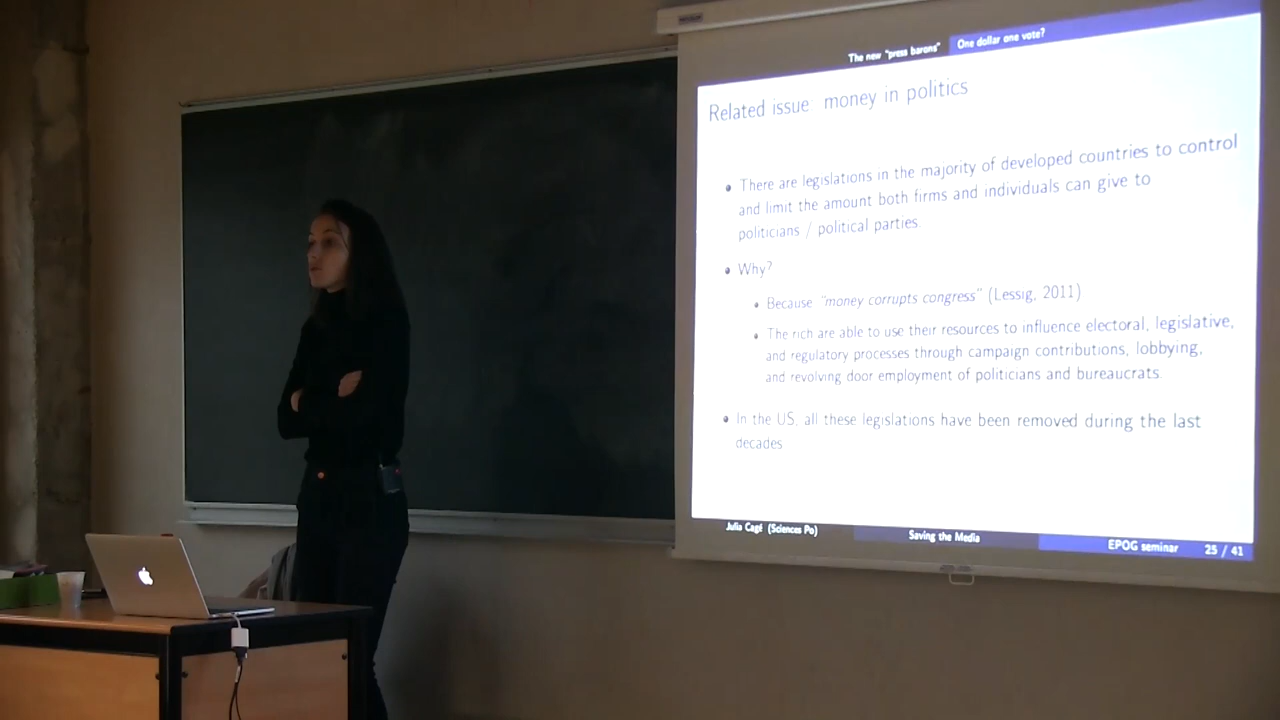 The new "press barons" One dollar one vote?
Related issue: money in politics
There are legislations in the majority of developed countries to control
and limit the amount both firms and individuals can give to
politicians / political parties.
Why?
Because "money corrupts congress" (Lessig, 2011)
The rich are able to use their resources to influence electoral, legislative,
and regulatory processes through campaign contributions, lobbying,
and revolving door employment of politicians and bureaucrats.
In the US, all these legislations have been removed during the last
decades
Julia Cagé (Sciences Po) Saving the Media EPOG seminar 25 / 41